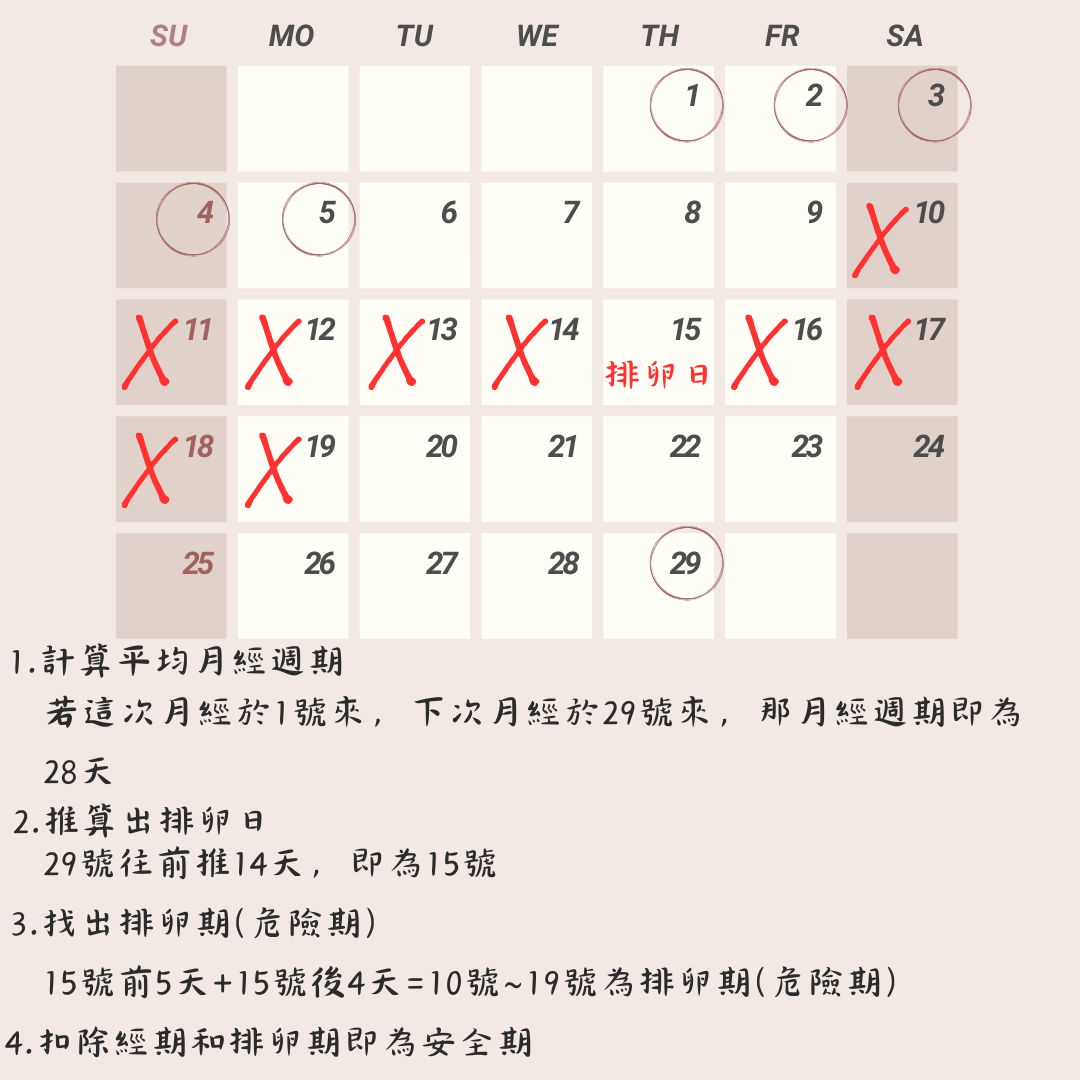 SU MO TU WE TH FR SA
1 2 3
4 5 6 7 8 9 10
11 12 13 14 15 16 17
排卵日
18 19 20 21 22 23 24
25 26 27 28 29
1.計算平均月經週期
若這次月經於1號來，下次月經於29號來，那月經週期即為
28天
2.推算出排卵日
29號往前推14天，即為15號
3.找出排卵期(危險期)
15號前5天+15號後4天=10號~19號為排卵期(危險期)
4.扣除經期和排卵期即為安全期